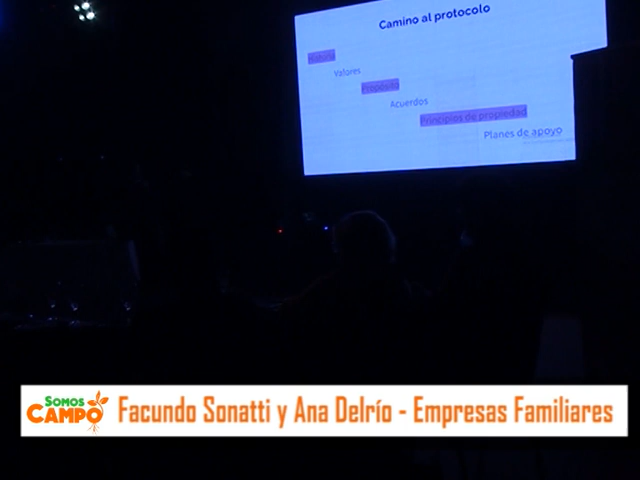 Camino al protocolo
Historia
Valores
Propósito
Acuerdos
Principios de propiedad
Planes de apoyo
SOMOS
CAMPO
Facundo Sonatti y Ana Delrío - Empresas Familiares